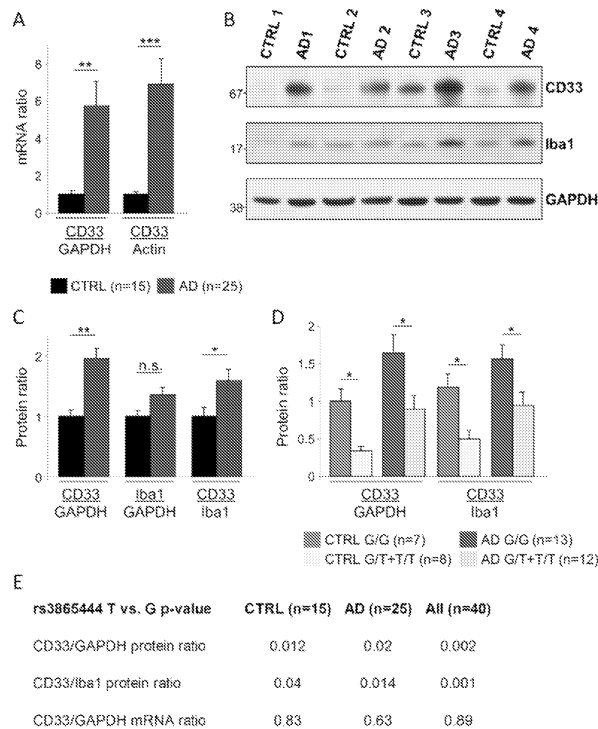 A
mRNA ratio
8
6
4
2
0
**
***
CD33
GAPDH
CD33
Actin
CTRL (n=15) AD (n=25)
B
CTRL 1 AD1 CTRL 2 AD 2 CTRL 3 AD3 CTRL 4 AD 4
67 CD33
17 Iba1
38 GAPDH
C
Protein ratio
2
1
0
**
n.s.
*
CD33
GAPDH
Iba1
GAPDH
CD33
Iba1
D
Protein ratio
2
1.5
1
0.5
0
* * * *
CD33
GAPDH
CD33
Iba1
CTRL G/G (n=7) AD G/G (n=13)
CTRL G/T+T/T (n=8) AD G/T+T/T (n=12)
E
rs3865444 T vs. G p-value CTRL (n=15) AD (n=25) All (n=40)
CD33/GAPDH protein ratio 0.012 0.02 0.002
CD33/Iba1 protein ratio 0.04 0.014 0.001
CD33/GAPDH mRNA ratio 0.83 0.63 0.89